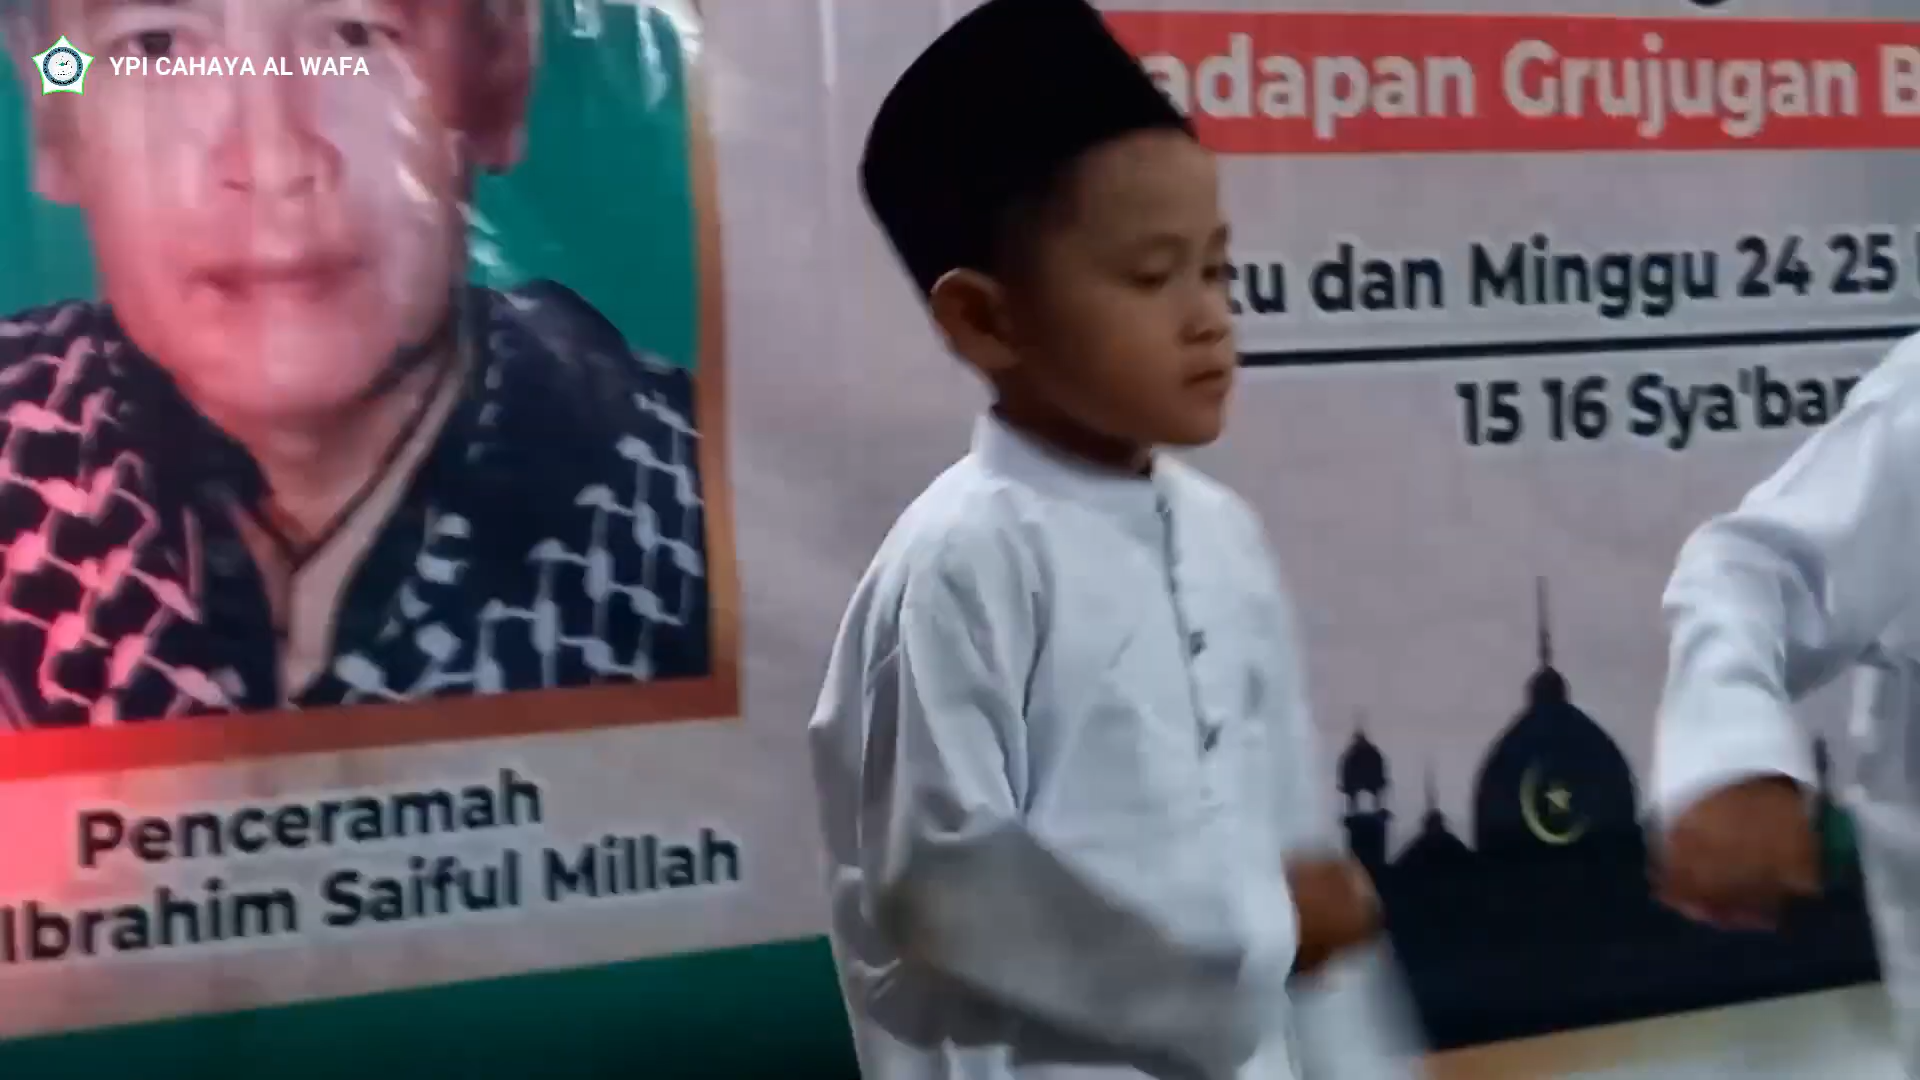 YPI CAHAYA AL WAFA
adapan Grujugan B
tu dan Minggu 24 25
15 16 Sya'ban
Penceramah
Ibrahim Saiful Millah